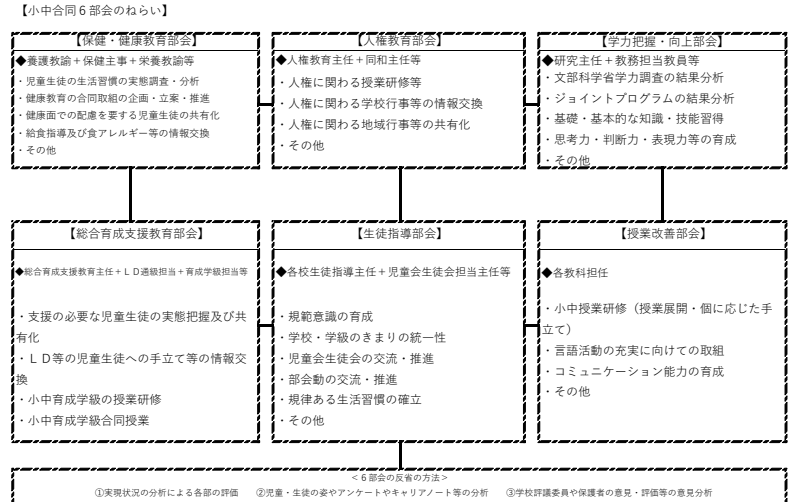 【小中合同６部会のねらい】
【保健・健康教育部会】
◆養護教諭＋保健主事＋栄養教諭等
・児童生徒の生活習慣の実態調査・分析
・健康教育の合同取組の企画・立案・推進
・健康面での配慮を要する児童生徒の共有化
・給食指導及び食アレルギー等の情報交換
・その他
【人権教育部会】
◆人権教育主任＋同和主任等
・人権に関わる授業研修等
・人権に関わる学校行事等の情報交換
・人権に関わる地域行事等の共有化
・その他
【学力把握・向上部会】
◆研究主任＋教務担当教員等
・文部科学省学力調査の結果分析
・ジョイントプログラムの結果分析
・基礎・基本的な知識・技能習得
・思考力・判断力・表現力等の育成
・その他
【総合育成支援教育部会】
◆総合育成支援教育主任＋ＬＤ通級担当＋育成学級担当等
・支援の必要な児童生徒の実態把握及び共
有化
・ＬＤ等の児童生徒への手立て等の情報交
換
・小中育成学級の授業研修
・小中育成学級合同授業
【生徒指導部会】
◆各校生徒指導主任＋児童会生徒会担当主任等
・規範意識の育成
・学校・学級のきまりの統一性
・児童会生徒会の交流・推進
・部会動の交流・推進
・規律ある生活習慣の確立
・その他
【授業改善部会】
◆各教科担任
・小中授業研修（授業展開・個に応じた手
立て）
・言語活動の充実に向けての取組
・コミュニケーション能力の育成
・その他
＜６部会の反省の方法＞
①実現状況の分析による各部の評価　②児童・生徒の姿やアンケートやキャリアノート等の分析　③学校評議委員や保護者の意見・評価等の意見分析